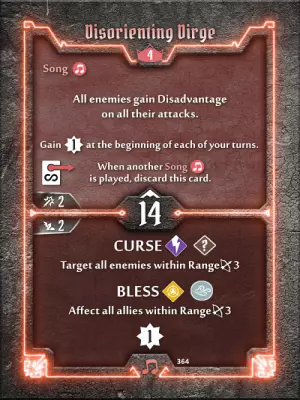 Disorienting Dirge
4
Song
All enemies gain Disadvantage
on all their attacks.
Gain 1 at the beginning of each of your turns.
When another Song
is played, discard this card.
2
14
2
CURSE ?
Target all enemies within Range 3
BLESS
Affect all allies within Range 3
1
364